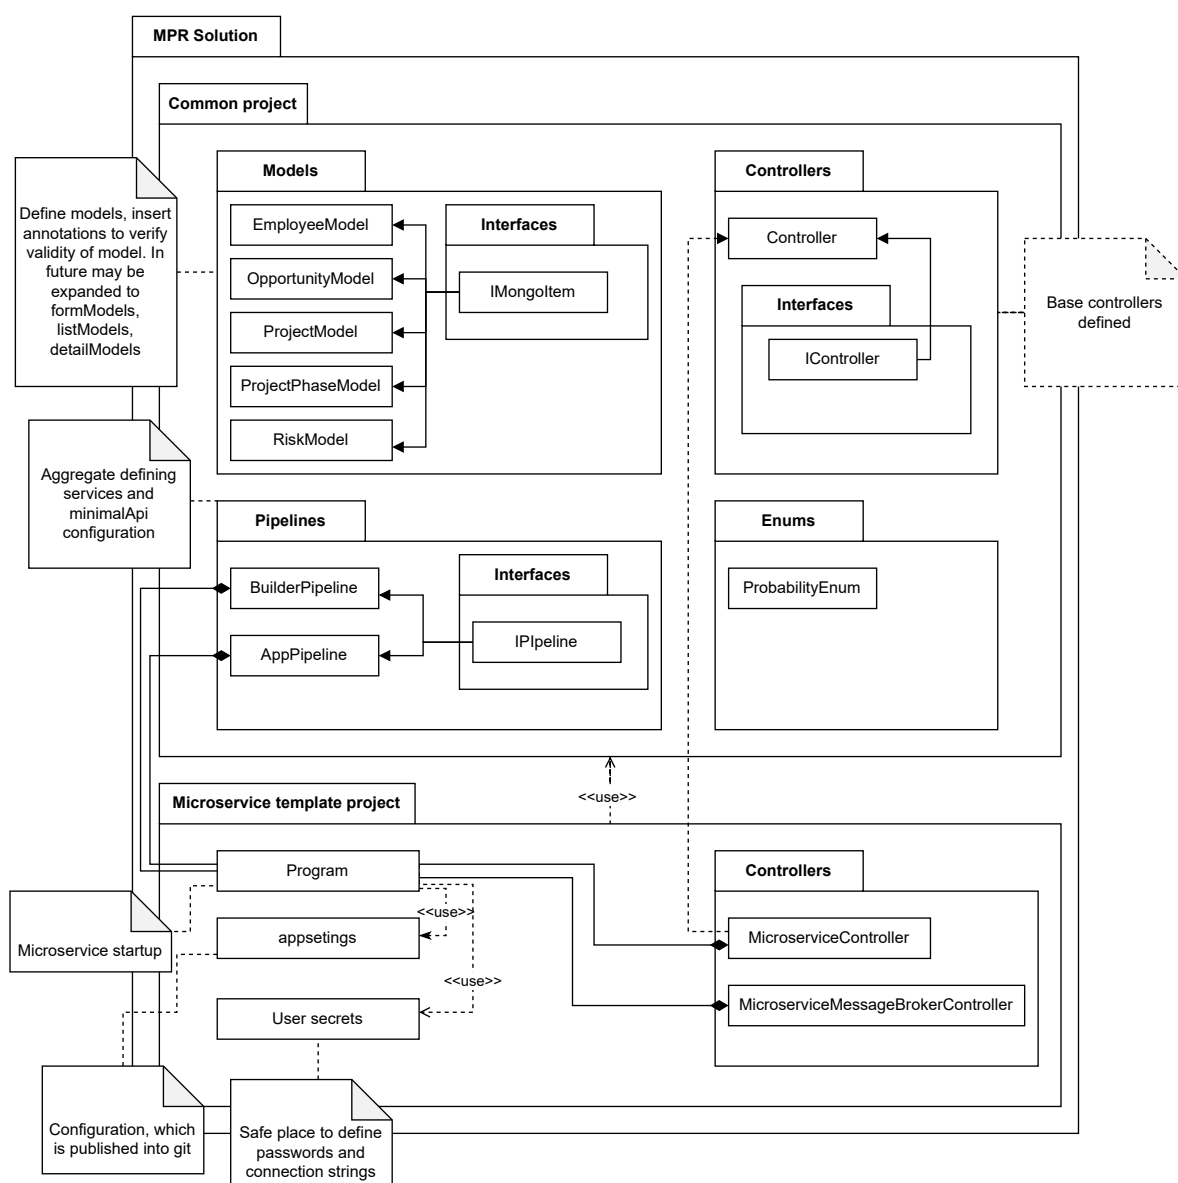 MPR Solution
Common project
Define models, insert
annotations to verify
validity of model. In
future may be
expanded to
formModels,
listModels,
detailModels
Models
EmployeeModel
OpportunityModel
ProjectModel
ProjectPhaseModel
RiskModel
Interfaces
IMongoItem
Controllers
Controller
Interfaces
IController
Base controllers
defined
Aggregate defining
services and
minimalApi
configuration
Pipelines
BuilderPipeline
AppPipeline
Interfaces
IPIpeline
Enums
ProbabilityEnum
<<use>>
Microservice template project
Program
<<use>>
appsetings
<<use>>
User secrets
Controllers
MicroserviceController
MicroserviceMessageBrokerController
Microservice startup
Configuration, which
is published into git
Safe place to define
passwords and
connection strings